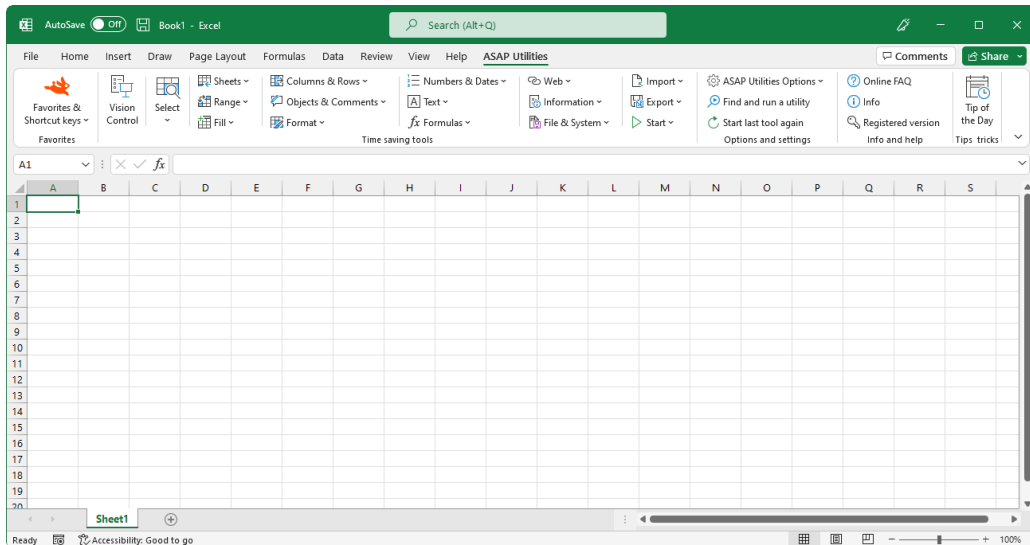 AutoSave Off Book1 - Excel Search (Alt+Q)
File Home Insert Draw Page Layout Formulas Data Review View Help ASAP Utilities Comments Share
Favorites & Shortcut keys
Vision Control
Select
Sheets
Range
Fill
Columns & Rows
Objects & Comments
Format
Numbers & Dates
Text
fx Formulas
Web
Information
File & System
Import
Export
Start
ASAP Utilities Options
Find and run a utility
Start last tool again
Online FAQ
Info
Registered version
Tip of the Day
Favorites Time saving tools Options and settings Info and help Tips tricks
A1 fx
A B C D E F G H I J K L M N O P Q R S
1
2
3
4
5
6
7
8
9
10
11
12
13
14
15
16
17
18
19
20
Sheet1
Ready Accessibility: Good to go 100%